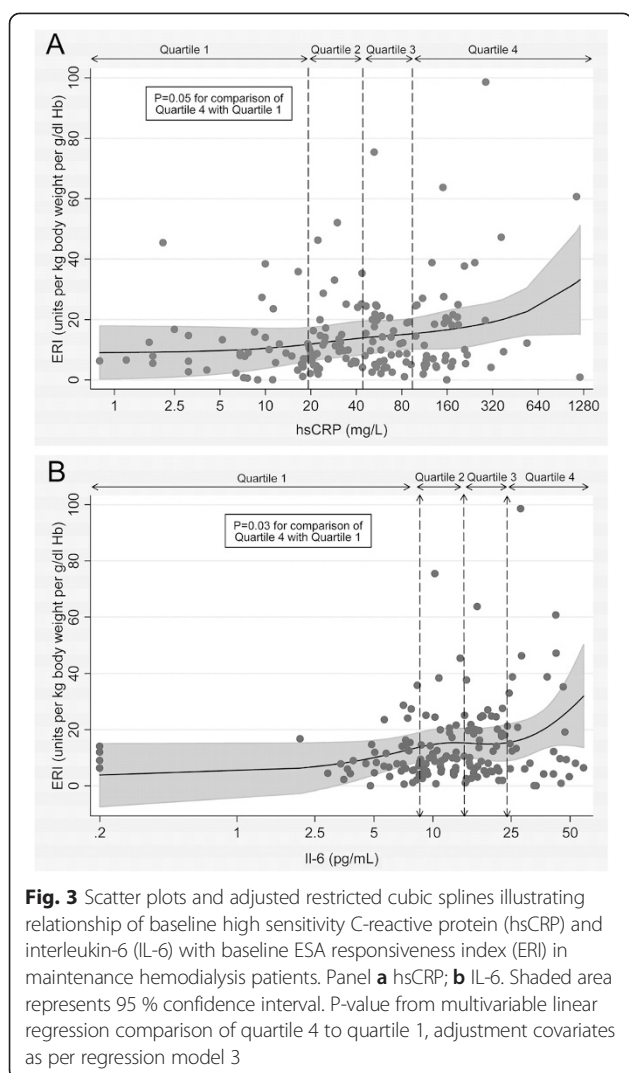 A
Quartile 1 Quartile 2 Quartile 3 Quartile 4
P=0.05 for comparison of
Quartile 4 with Quartile 1
ERI (units per kg body weight per g/dl Hb)
100
80
60
40
20
0
1 2.5 5 10 20 40 80 160 320 640 1280
hsCRP (mg/L)
B
Quartile 1 Quartile 2 Quartile 3 Quartile 4
P=0.03 for comparison of
Quartile 4 with Quartile 1
ERI (units per kg body weight per g/dl Hb)
100
80
60
40
20
0
.2 1 2.5 5 10 25 50
Il-6 (pg/mL)
Fig. 3 Scatter plots and adjusted restricted cubic splines illustrating
relationship of baseline high sensitivity C-reactive protein (hsCRP) and
interleukin-6 (IL-6) with baseline ESA responsiveness index (ERI) in
maintenance hemodialysis patients. Panel a hsCRP; b IL-6. Shaded area
represents 95 % confidence interval. P-value from multivariable linear
regression comparison of quartile 4 to quartile 1, adjustment covariates
as per regression model 3